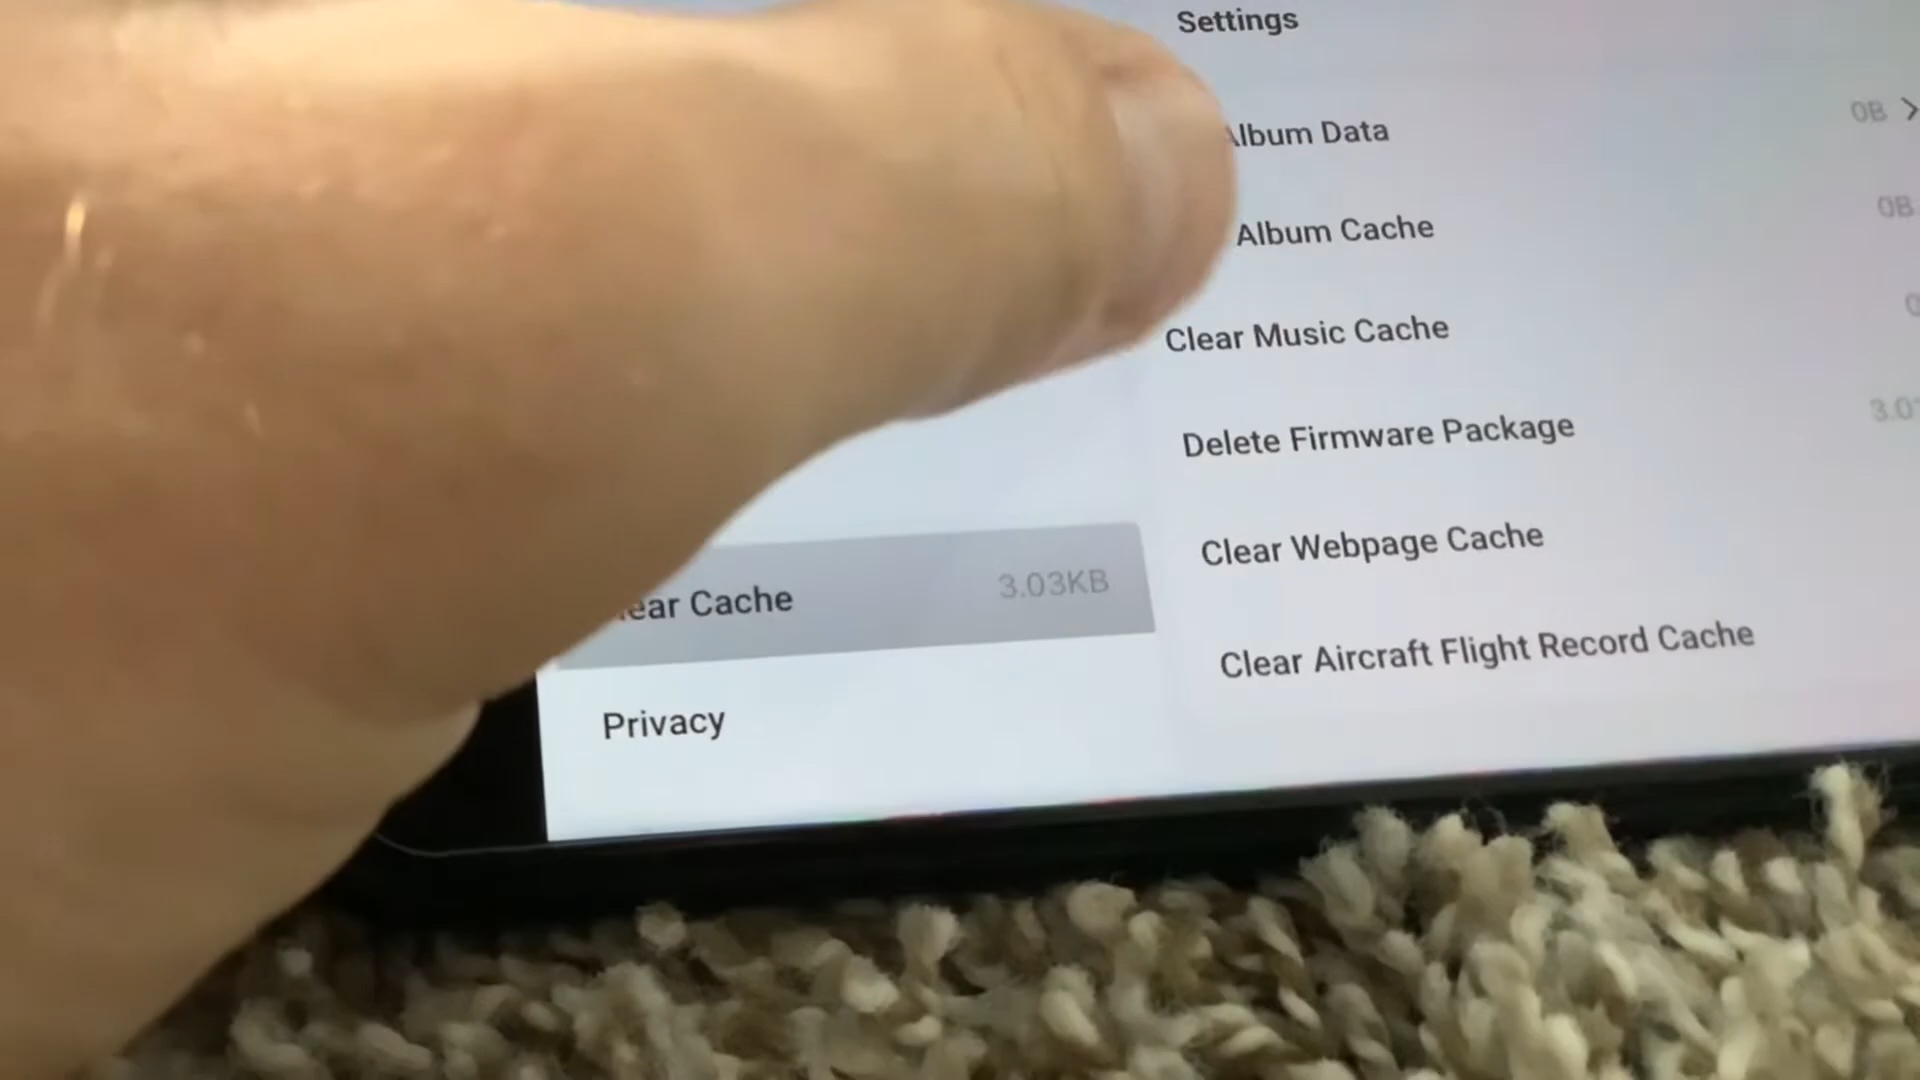 Settings
Album Data
0B
Album Cache
0B
Clear Music Cache
Delete Firmware Package
Clear Webpage Cache
Clear Aircraft Flight Record Cache
Cache
3.03KB
Privacy